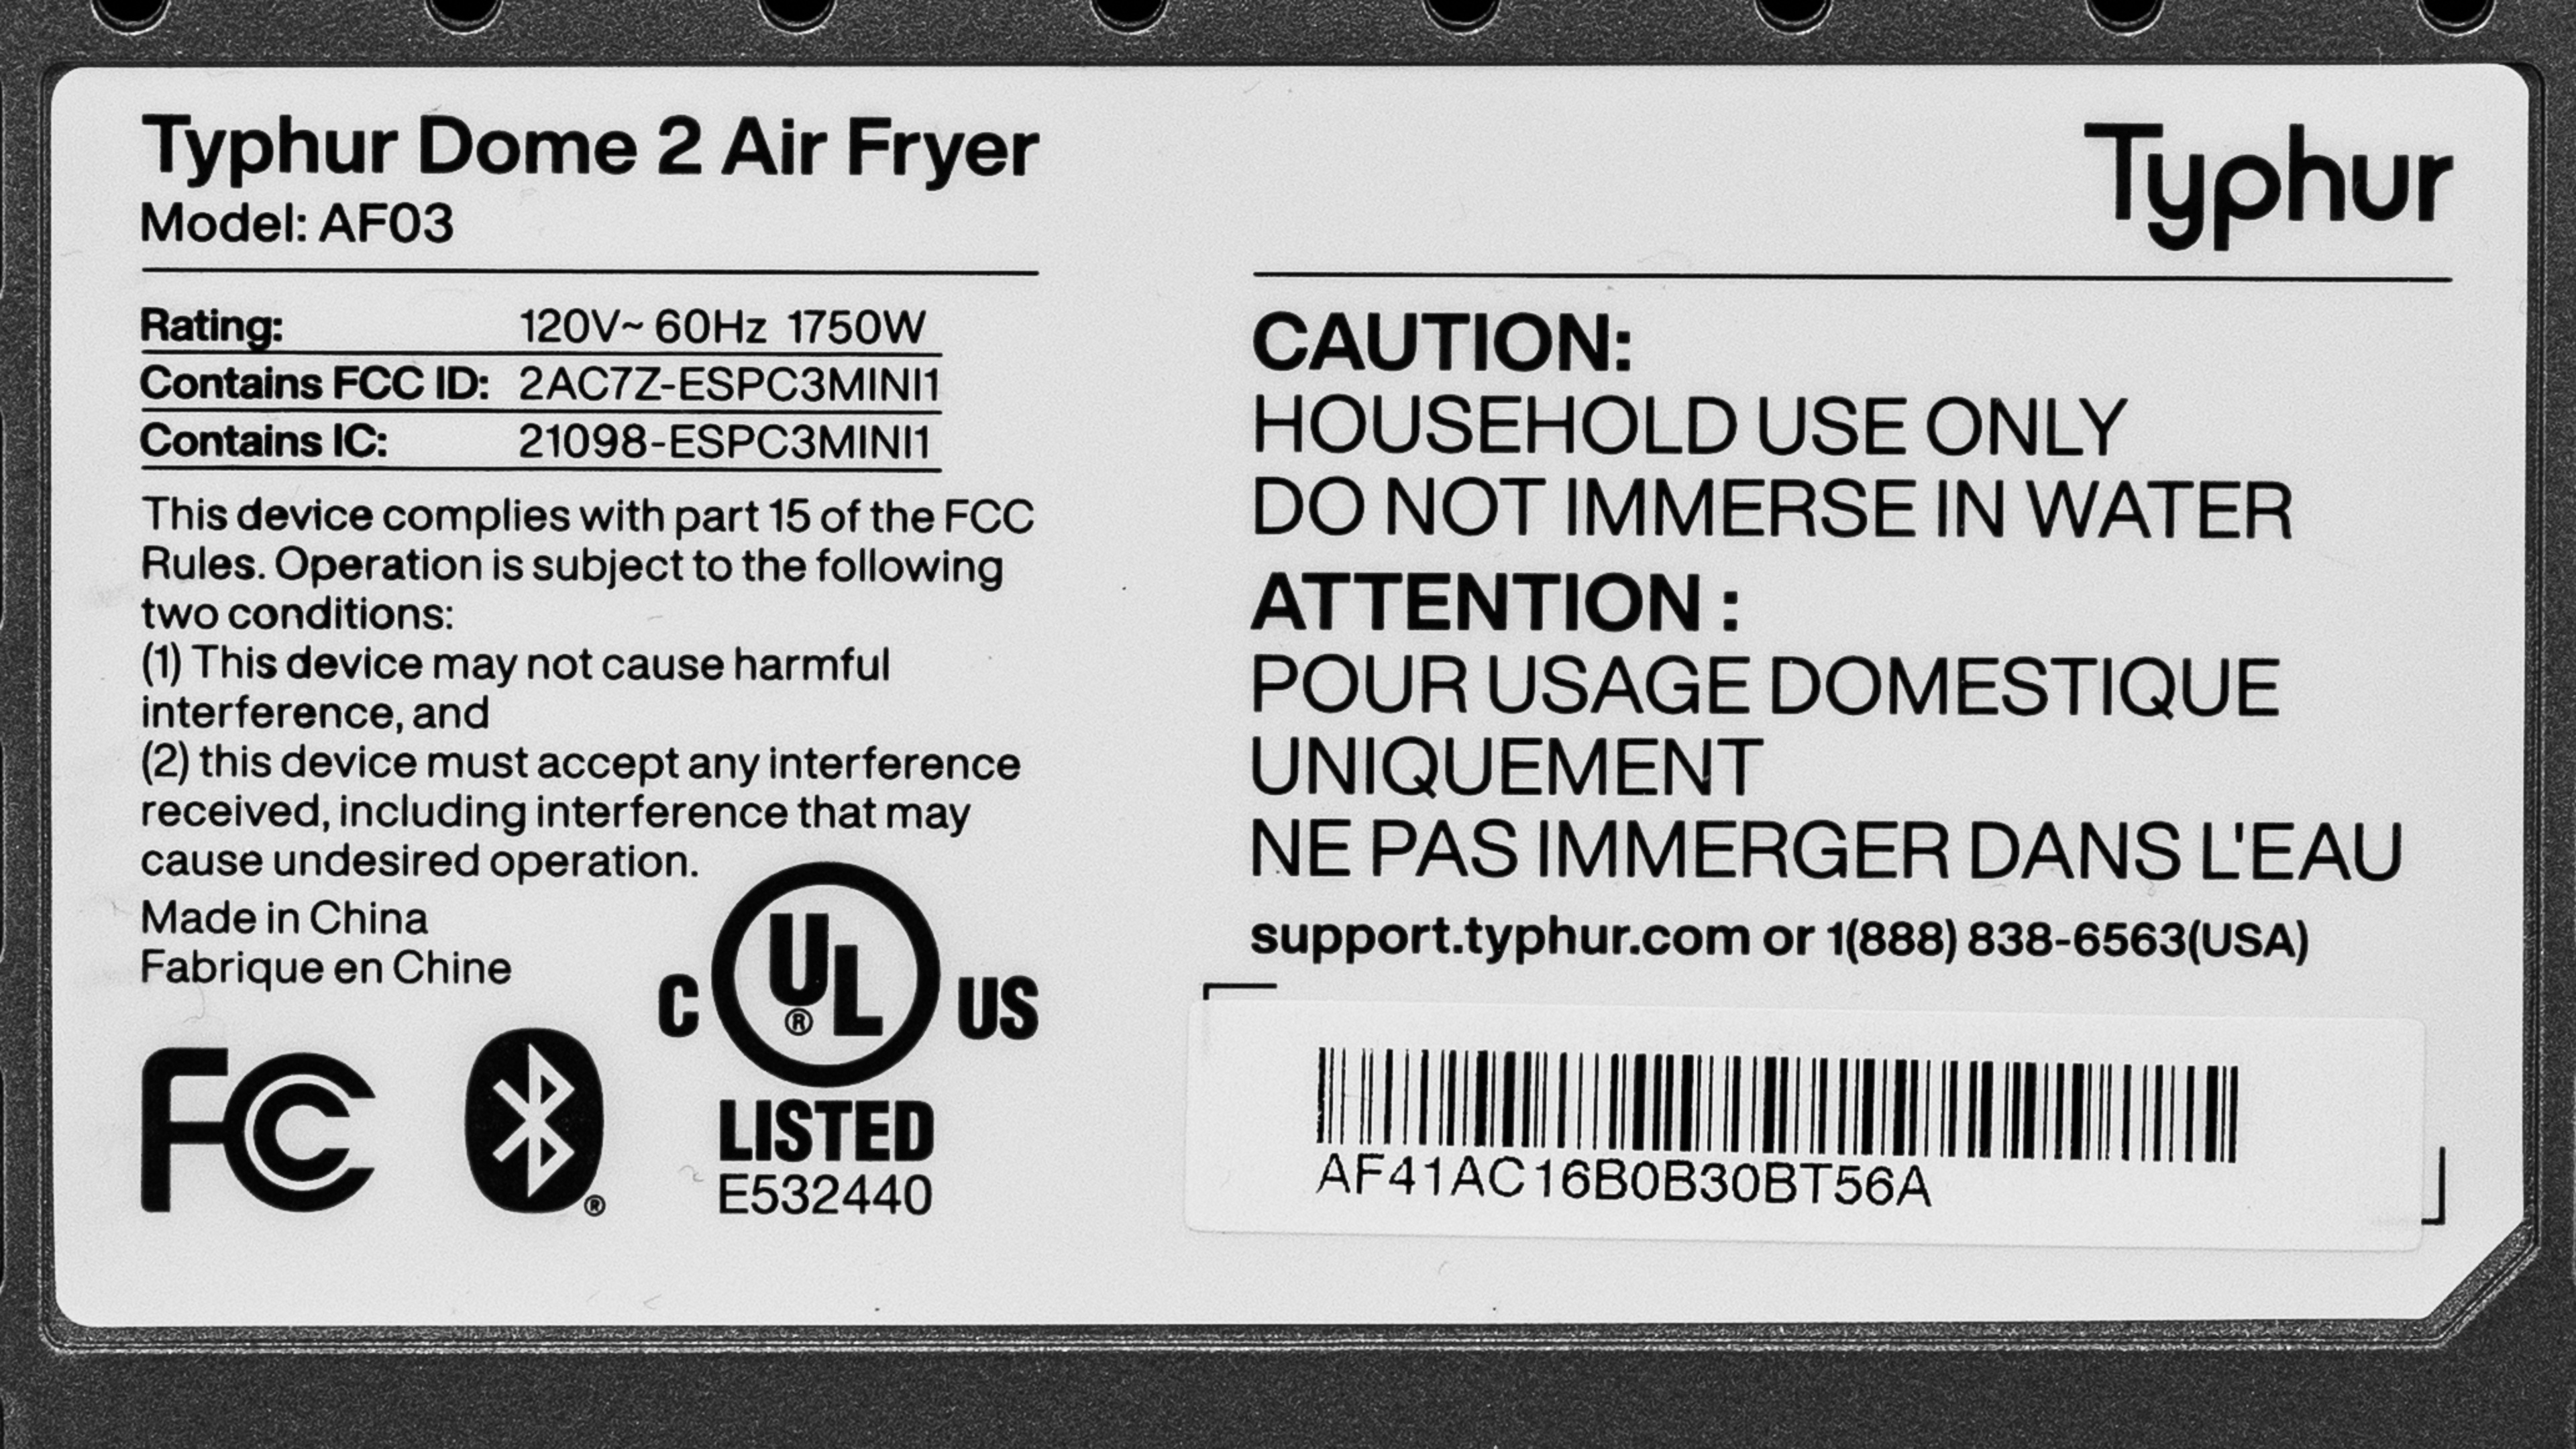 Typhur Dome 2 Air Fryer
Model: AF03
Rating: 120V~ 60Hz 1750W
Contains FCC ID: 2AC7Z-ESPC3MINI1
Contains IC: 21098-ESPC3MINI1
This device complies with part 15 of the FCC
Rules. Operation is subject to the following
two conditions:
(1) This device may not cause harmful
interference, and
(2) this device must accept any interference
received, including interference that may
cause undesired operation.
Made in China
Fabrique en Chine
FC
®
C UL ® US
LISTED
E532440
Typhur
CAUTION:
HOUSEHOLD USE ONLY
DO NOT IMMERSE IN WATER
ATTENTION :
POUR USAGE DOMESTIQUE
UNIQUEMENT
NE PAS IMMERGER DANS L'EAU
support.typhur.com or 1(888) 838-6563(USA)
AF41AC16B0B30BT56A